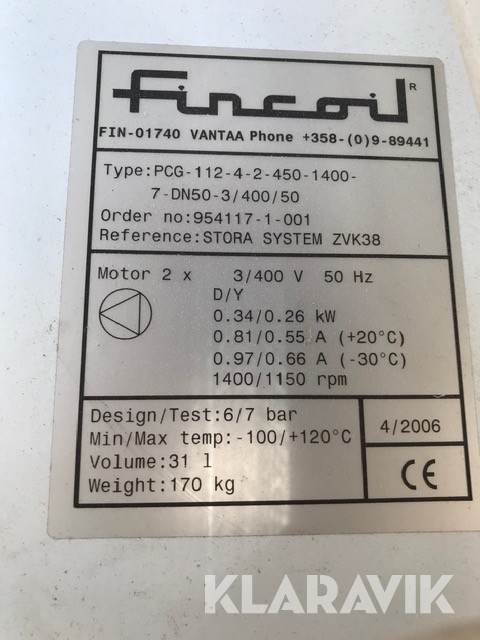 Fincoil R
FIN-01740 VANTAA Phone +358-(0)9-89441
Type:PCG-112-4-2-450-1400-
7-DN50-3/400/50
Order no:954117-1-001
Reference:STORA SYSTEM ZVK38
Motor 2 x 3/400 V 50 Hz
D/Y
0.34/0.26 kW
0.81/0.55 A (+20°C)
0.97/0.66 A (-30°C)
1400/1150 rpm
Design/Test:6/7 bar
Min/Max temp:-100/+120°C
Volume:31 l
Weight:170 kg
4/2006
CE
KLARAVIK